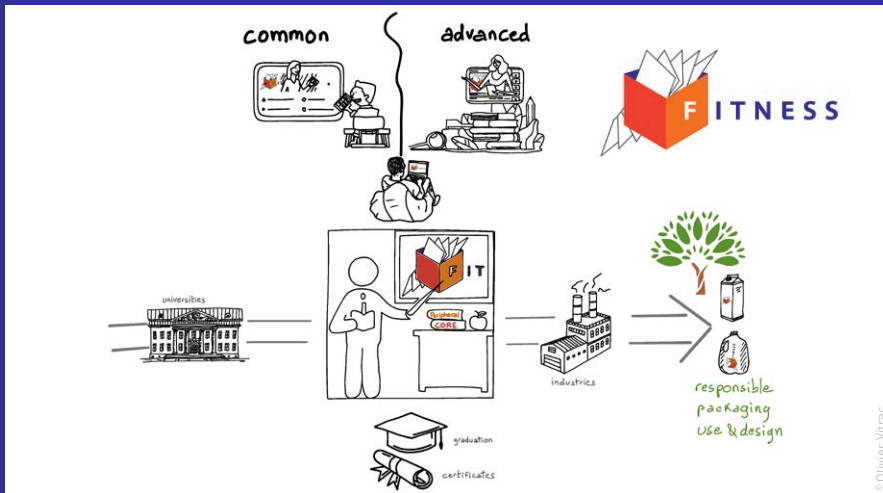 common
advanced
FITNESS
universities
FIT
Peripheral
CORE
industries
graduation
certificates
responsible
packaging
use & design
© Olivier Vitrac